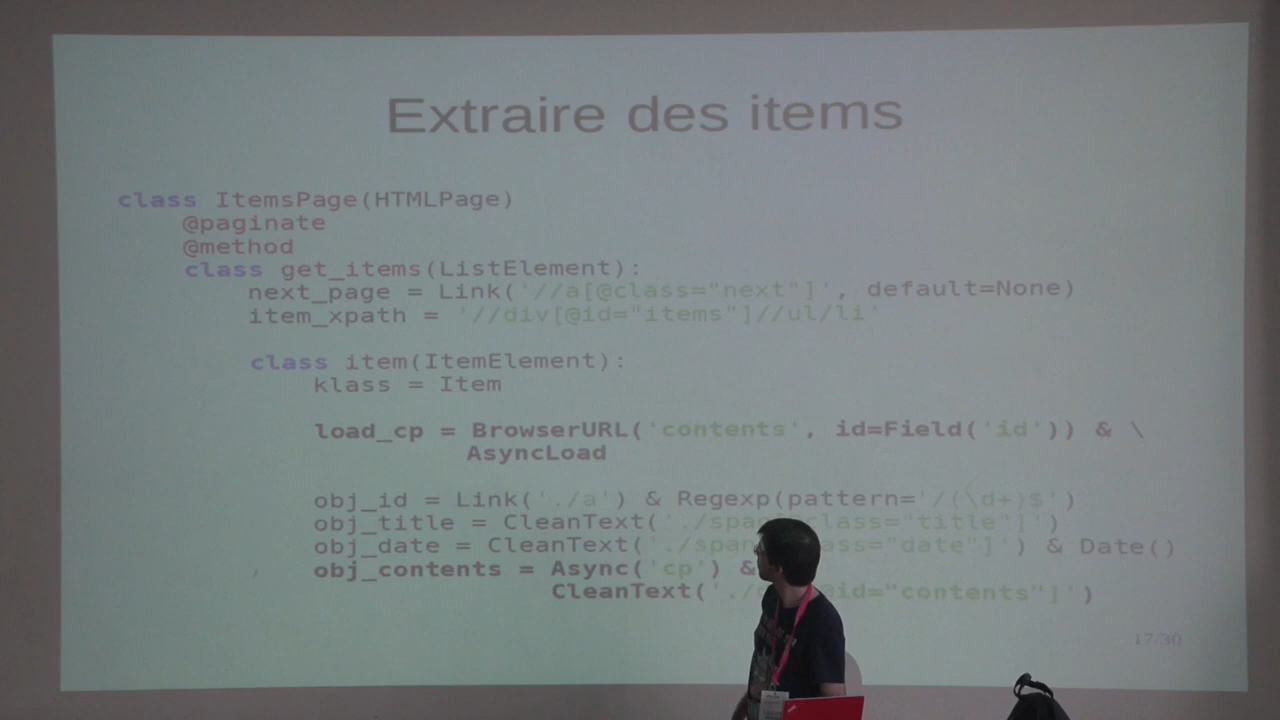 Extraire des items
class ItemsPage(HTMLPage)
@paginate
@method
class get_items(ListElement):
next_page = Link('//a[@class="next"]', default=None)
item_xpath = '//div[@id="items"]//ul/li'
class item(ItemElement):
klass = Item
load_cp = BrowserURL('contents', id=Field('id')) & \
AsyncLoad
obj_id = Link('./a') & Regexp(pattern='/(\d+)$')
obj_title = CleanText('./span[@class="title"]')
obj_date = CleanText('./span ass="date"]') & Date()
obj_contents = Async('cp') &
CleanText('./ @id="contents"]')
17/30